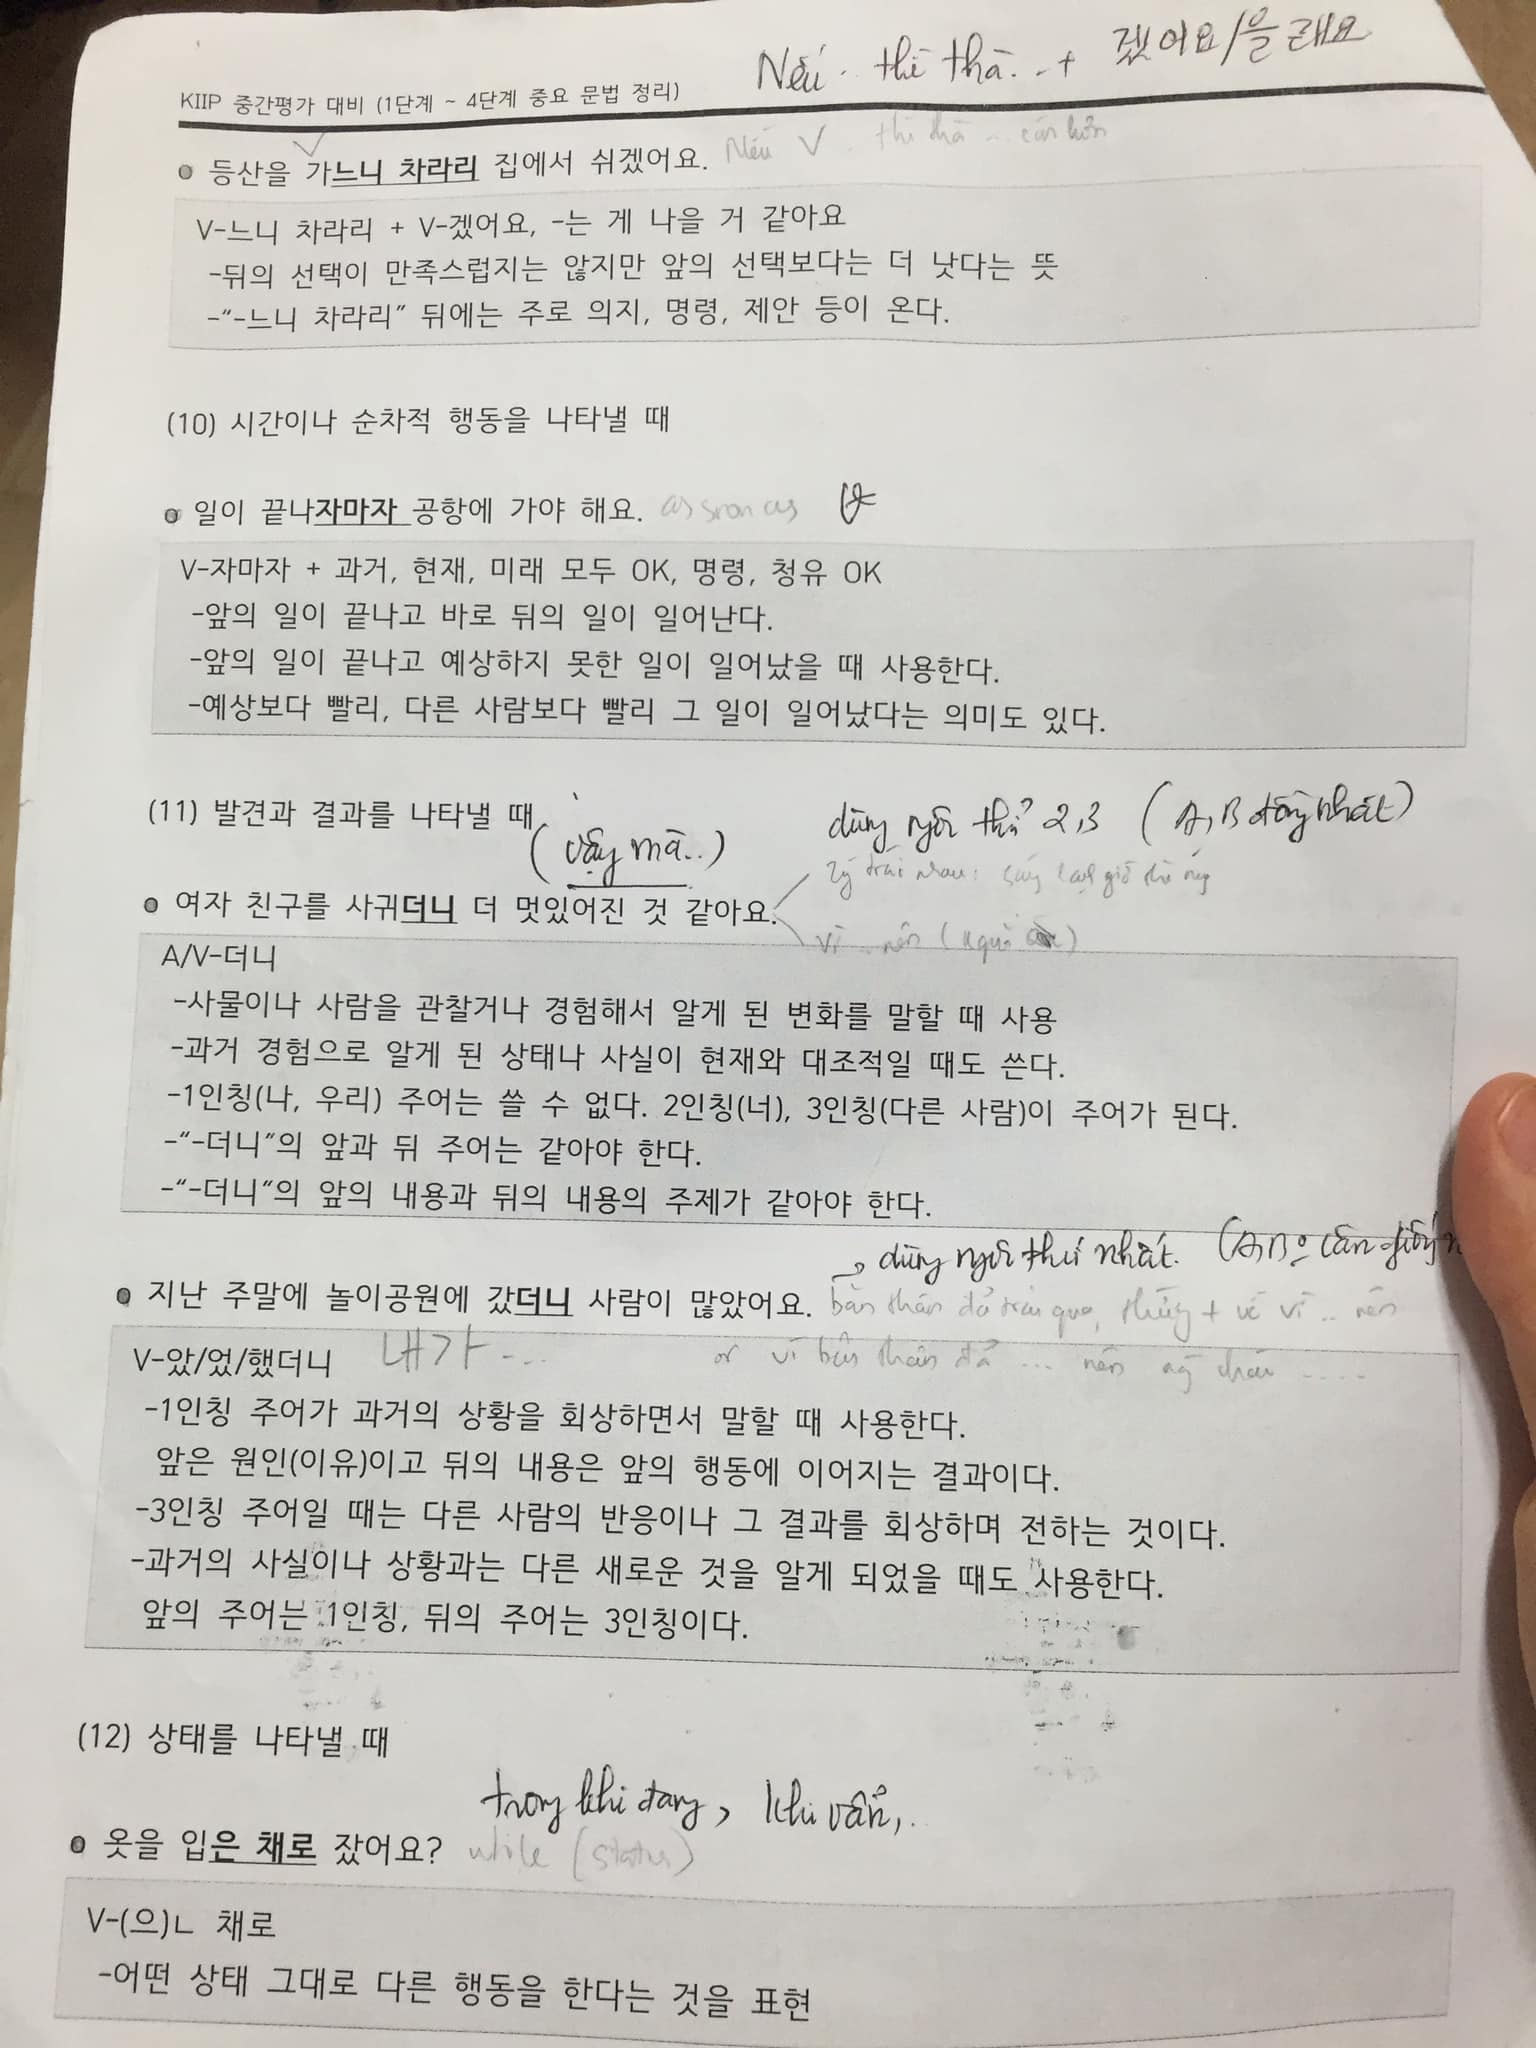 Nếu .. thì thà .. + 겠어요/을래요
KIIP 중간평가 대비 (1단계 ~ 4단계 중요 문법 정리)
등산을 가느니 차라리 집에서 쉬겠어요. Nếu V .. thì thà ... còn hơn
V-느니 차라리 + V-겠어요, -는 게 나을 거 같아요
-뒤의 선택이 만족스럽지는 않지만 앞의 선택보다는 더 낫다는 뜻
-"-느니 차라리" 뒤에는 주로 의지, 명령, 제안 등이 온다.
(10) 시간이나 순차적 행동을 나타낼 때
일이 끝나자마자 공항에 가야 해요. as soon as
V-자마자 + 과거, 현재, 미래 모두 OK, 명령, 청유 OK
-앞의 일이 끝나고 바로 뒤의 일이 일어난다.
-앞의 일이 끝나고 예상하지 못한 일이 일어났을 때 사용한다.
-예상보다 빨리, 다른 사람보다 빨리 그 일이 일어났다는 의미도 있다.
(11) 발견과 결과를 나타낼 때
(vậy mà..)
dùng ngôi thứ 2,3 (A,B đồng nhất)
여자 친구를 사귀더니 더 멋있어진 것 같아요.
trái nhau:
vì .. nên
A/V-더니
-사물이나 사람을 관찰거나 경험해서 알게 된 변화를 말할 때 사용
-과거 경험으로 알게 된 상태나 사실이 현재와 대조적일 때도 쓴다.
-1인칭(나, 우리) 주어는 쓸 수 없다. 2인칭(너), 3인칭(다른 사람)이 주어가 된다.
-"-더니"의 앞과 뒤 주어는 같아야 한다.
-"-더니"의 앞의 내용과 뒤의 내용의 주제가 같아야 한다.
→ dùng ngôi thứ nhất. (A,B
지난 주말에 놀이공원에 갔더니 사람이 많았어요. bản thân đã trải qua, vì .. nên
V-았/었/했더니 내가 ... or vì bản thân đã ... nên
-1인칭 주어가 과거의 상황을 회상하면서 말할 때 사용한다.
앞은 원인(이유)이고 뒤의 내용은 앞의 행동에 이어지는 결과이다.
-3인칭 주어일 때는 다른 사람의 반응이나 그 결과를 회상하며 전하는 것이다.
-과거의 사실이나 상황과는 다른 새로운 것을 알게 되었을 때도 사용한다.
앞의 주어는 1인칭, 뒤의 주어는 3인칭이다.
(12) 상태를 나타낼 때
trong khi đang, khi vẫn,..
옷을 입은 채로 잤어요? while (status)
V-(으)ㄴ 채로
-어떤 상태 그대로 다른 행동을 한다는 것을 표현